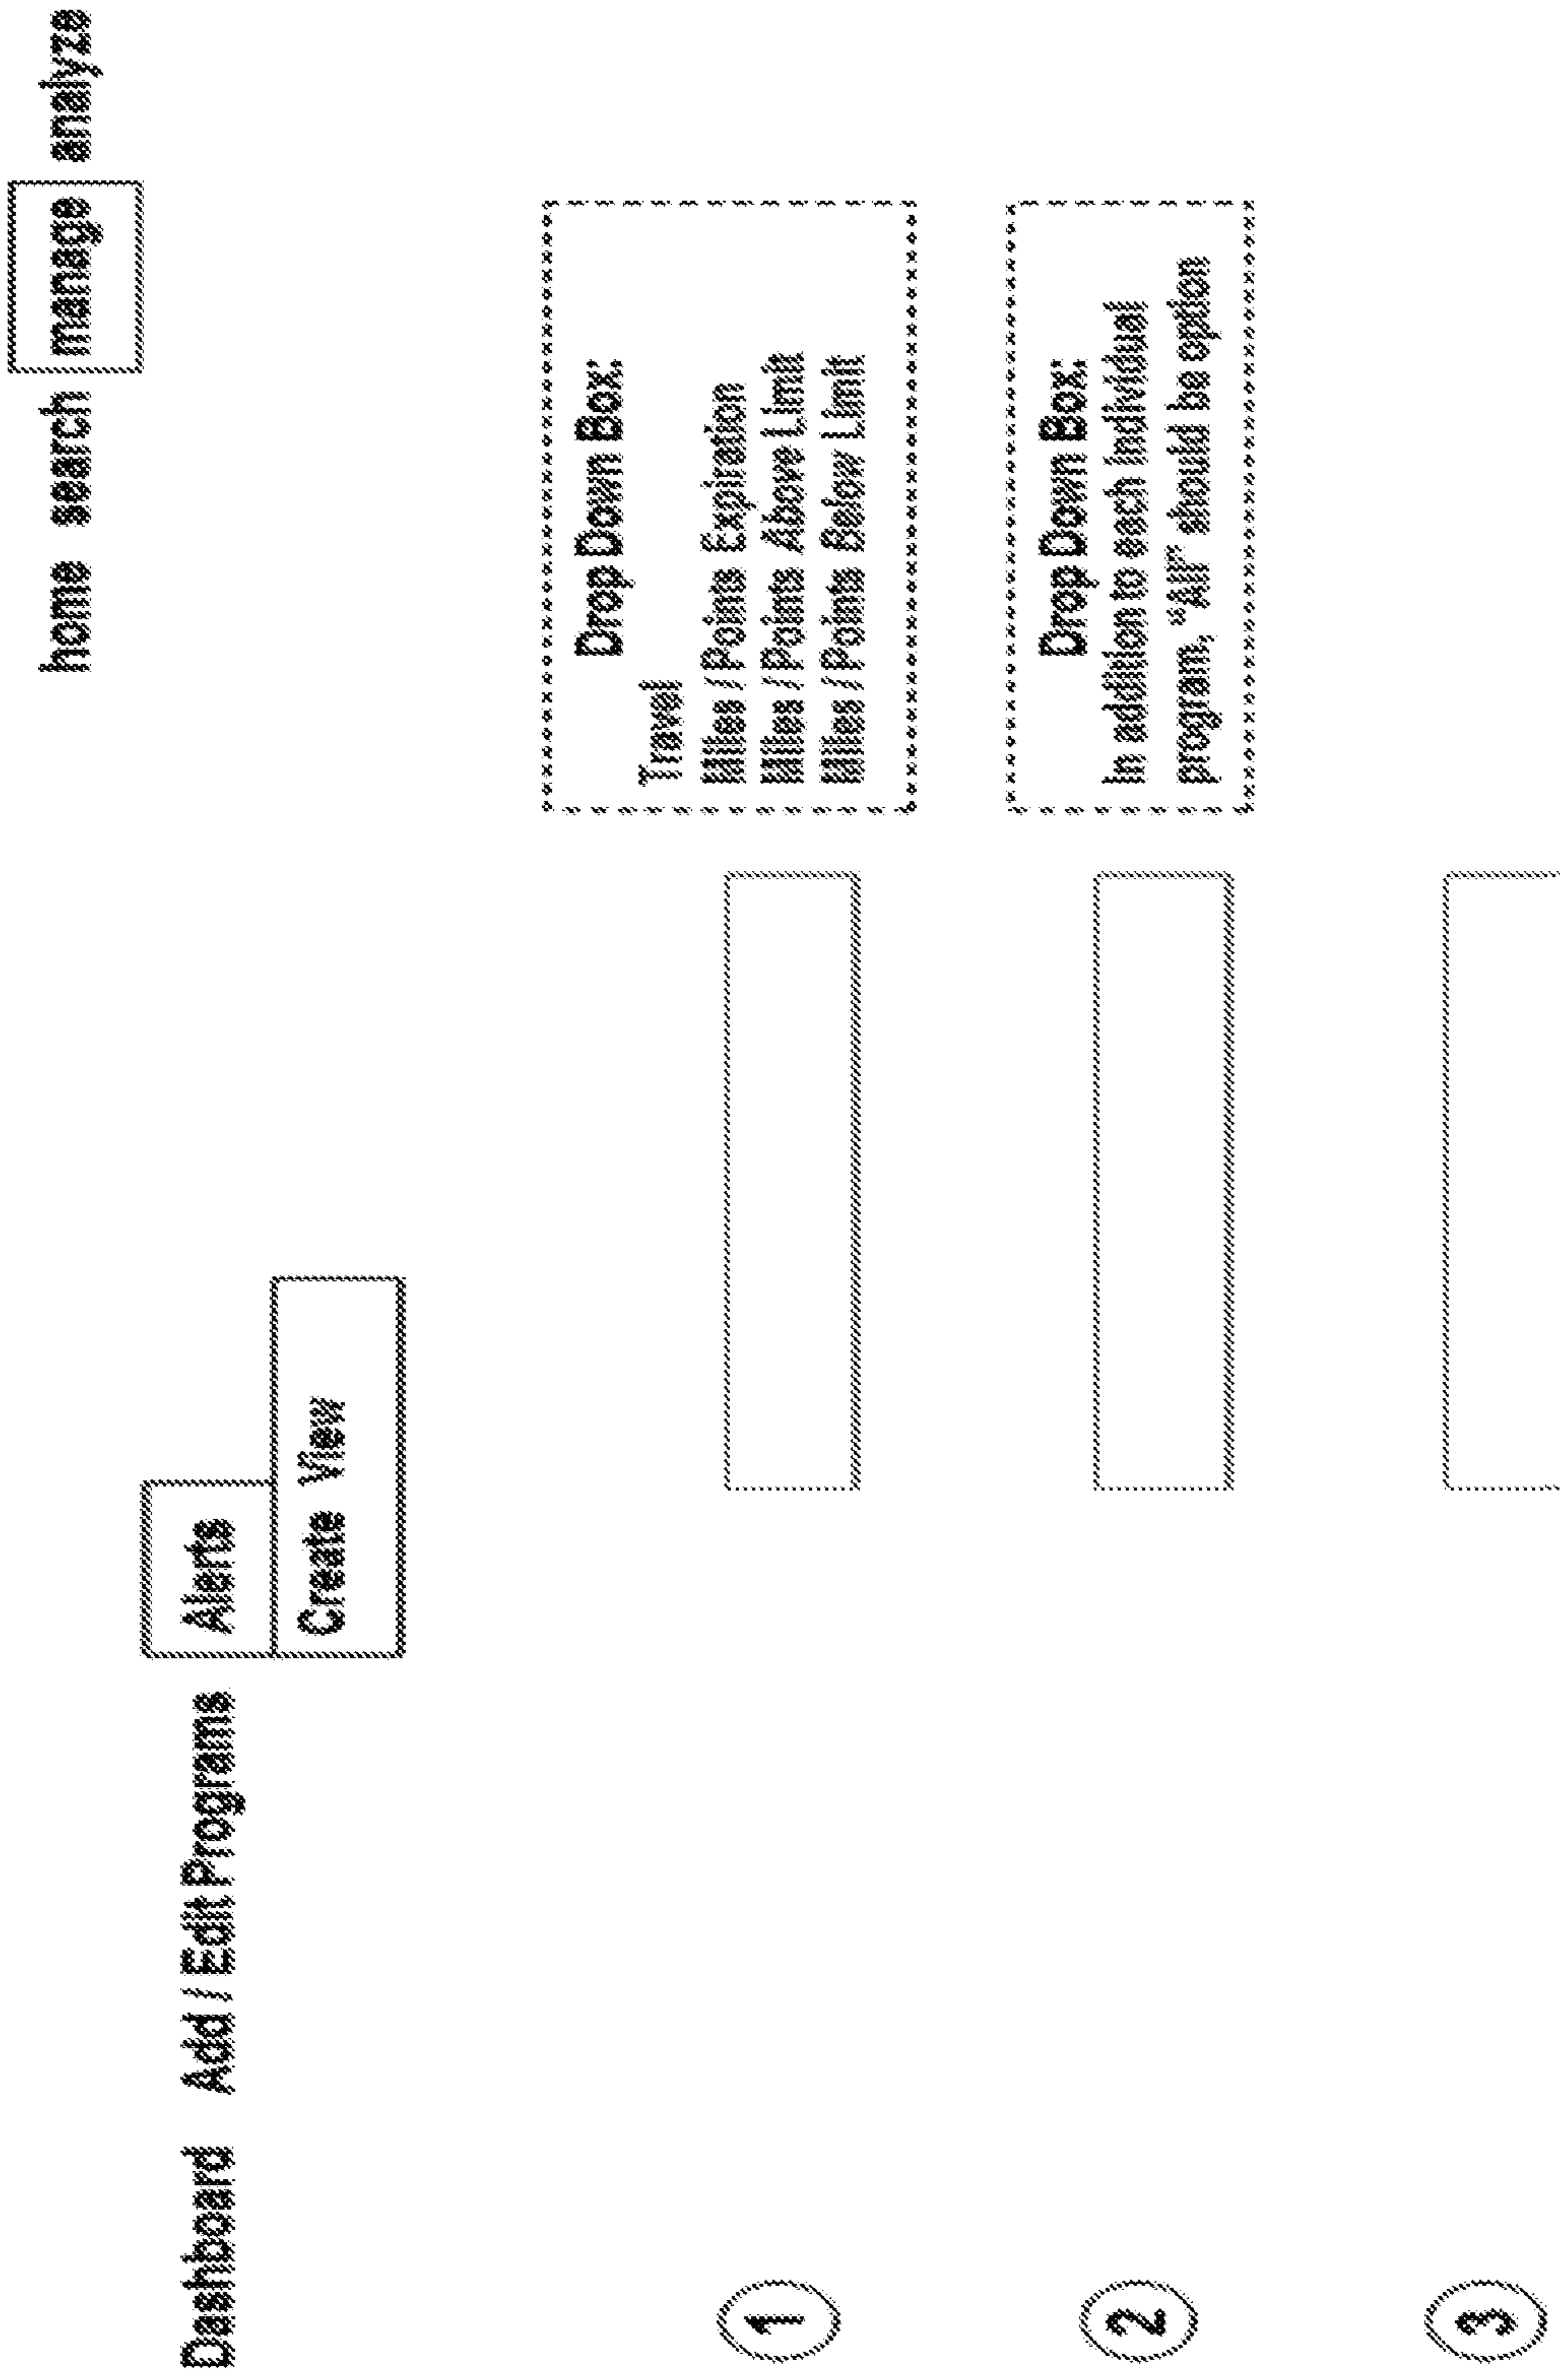 home search manage analyze
Dashboard Add / Edit Programs Alerts
Create View
Drop Down Box:
Travel
Miles / Points Expiration
Miles / Points Above Limit
Miles / Points Below Limit
1
Drop Down Box:
In addition to each individual
program, "All" should be option
2
3